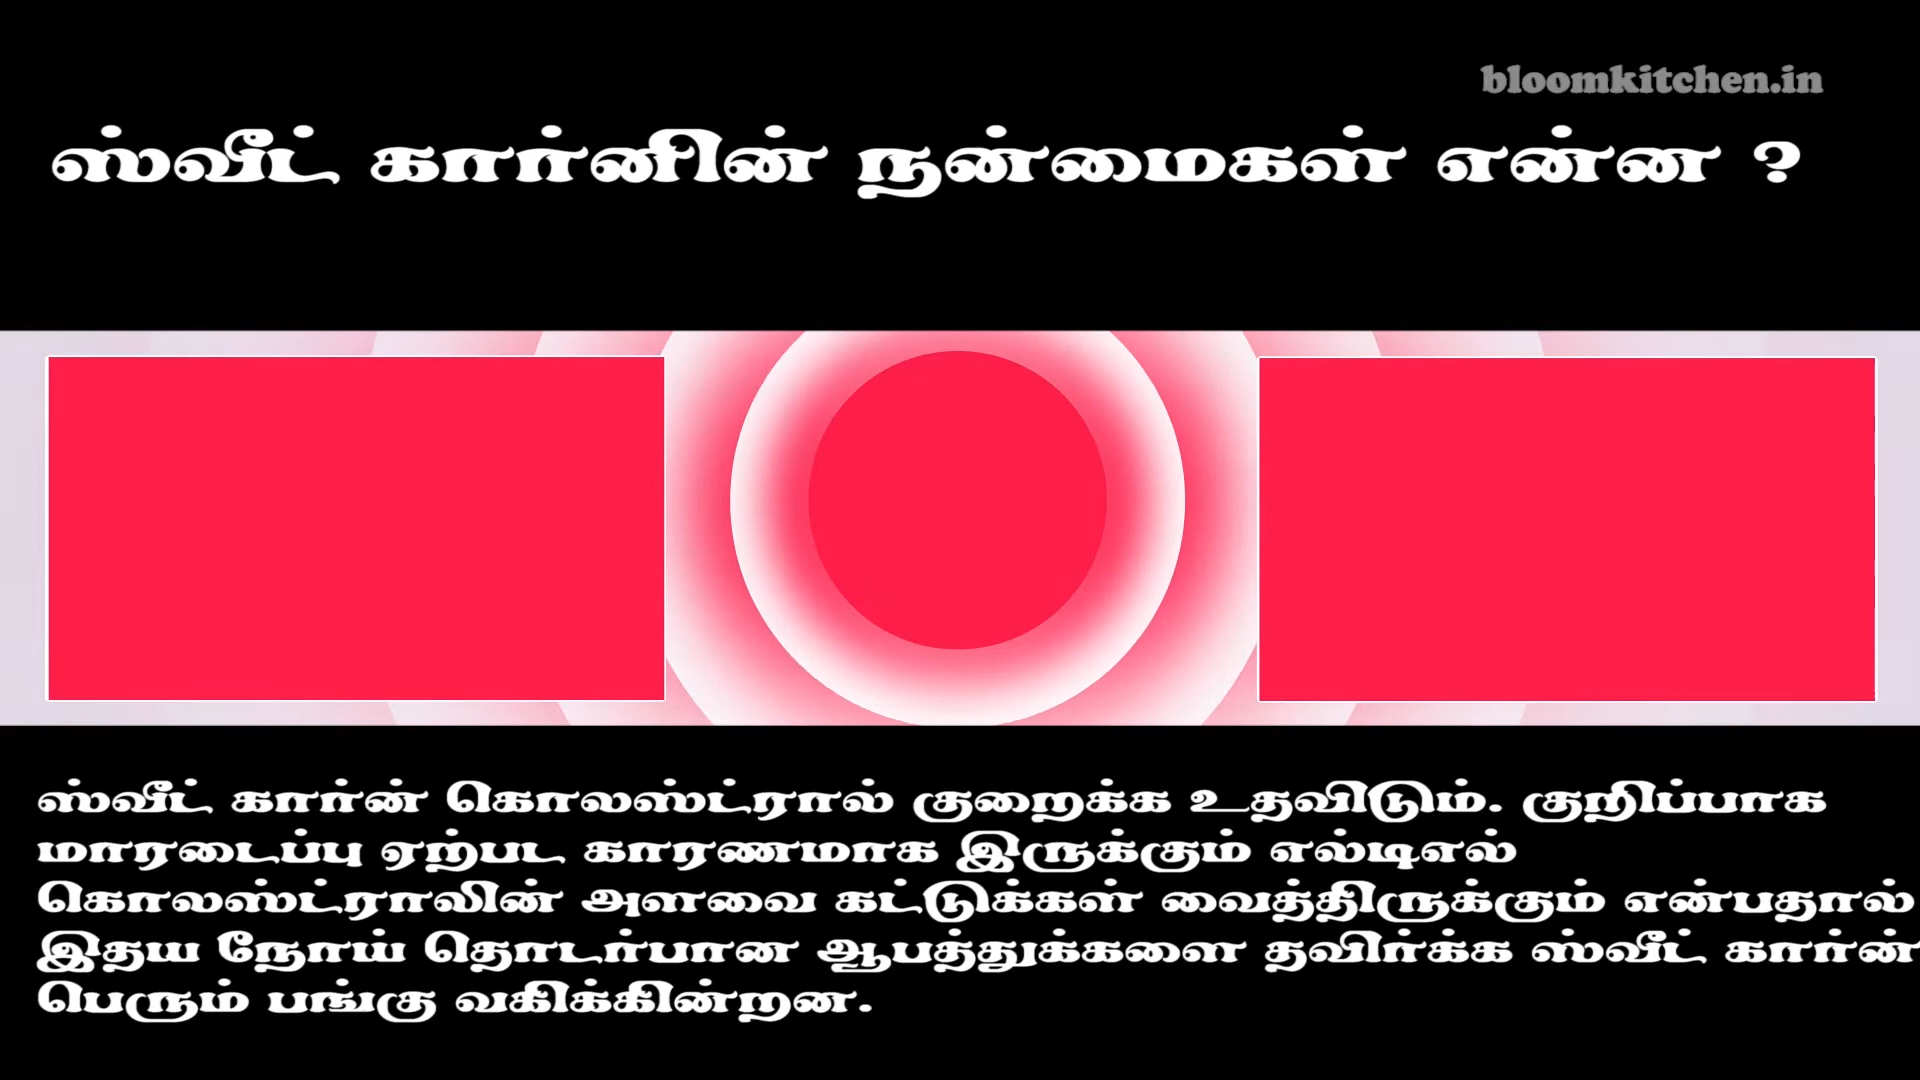 bloomkitchen.in
ஸ்வீட் கார்னின் நன்மைகள் என்ன ?
ஸ்வீட் கார்ன் கொலஸ்ட்ரால் குறைக்க உதவிடும். குறிப்பாக
மாரடைப்பு ஏற்பட காரணமாக இருக்கும் எல்டிஎல்
கொலஸ்ட்ராலின் அளவை கட்டுக்கள் வைத்திருக்கும் என்பதால்
இதய நோய் தொடர்பான ஆபத்துக்களை தவிர்க்க ஸ்வீட் கார்ன்
பெரும் பங்கு வகிக்கின்றன.